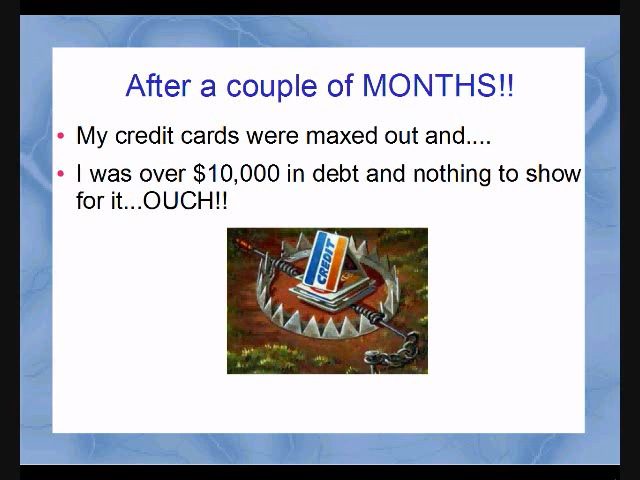 After a couple of MONTHS!!
• My credit cards were maxed out and....
• I was over $10,000 in debt and nothing to show
for it...OUCH!!
CREDIT